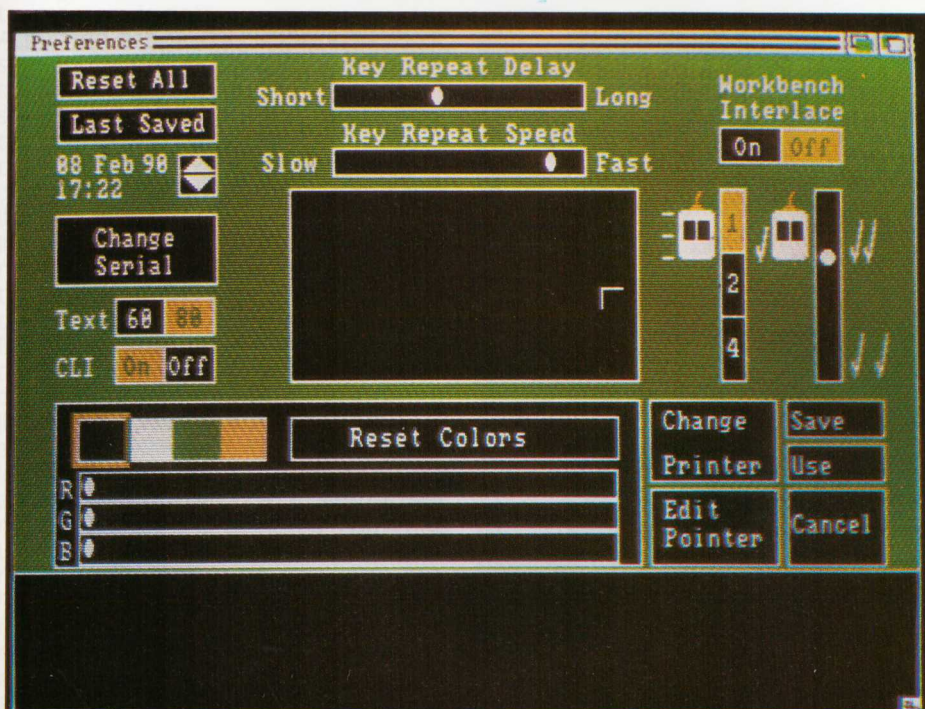 Preferences
Reset All
Last Saved
08 Feb 90
17:22
Change
Serial
Text 60 80
CLI On Off
Key Repeat Delay
Short Long
Key Repeat Speed
Slow Fast
Workbench
Interlace
On Off
1
2
4
Reset Colors
R
G
B
Change
Printer
Edit
Pointer
Save
Use
Cancel